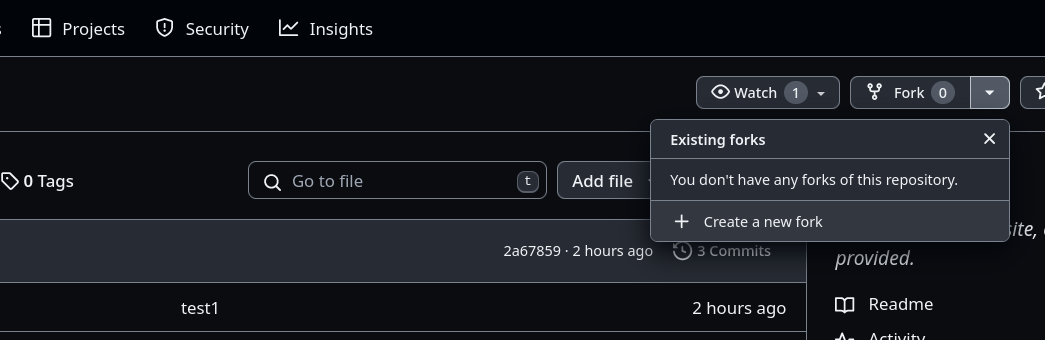 Projects Security Insights
Watch 1 Fork 0
Existing forks
0 Tags Go to file t Add file You don't have any forks of this repository.
Create a new fork
2a67859 · 2 hours ago 3 Commits
provided.
test1 2 hours ago Readme
Activity